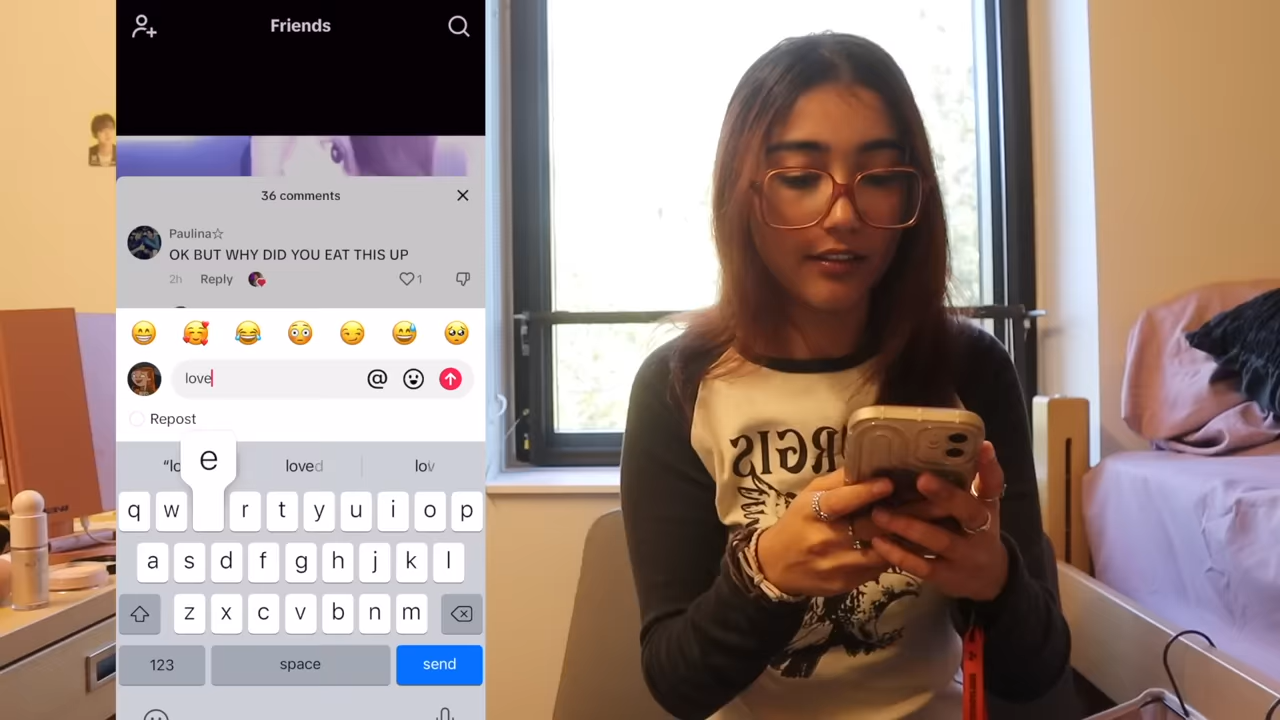 Friends
36 comments
Paulina☆
OK BUT WHY DID YOU EAT THIS UP
2h Reply 1
love
Repost
e
loved
q w r t y u i o p
a s d f g h j k l
z x c v b n m
123 space send